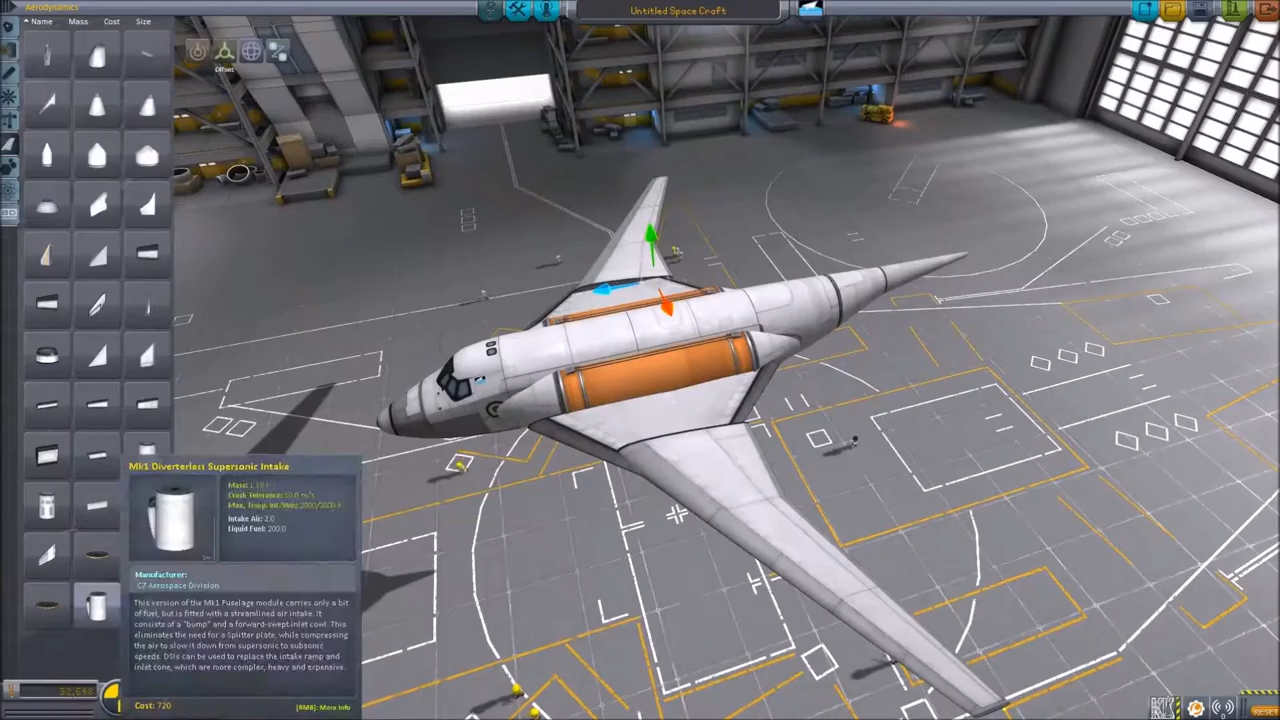 Aerodynamics
Untitled Space Craft
Name Mass Cost Size
Offset
Mk1 Diverterless Supersonic Intake
Intake Air: 2.0
Liquid Fuel: 200.0
Manufacturer:
C7 Aerospace Division
This version of the Mk1 Fuselage module carries only a bit
of fuel, but is fitted with a streamlined air intake. It
consists of a "bump" and a forward-swept inlet cowl. This
eliminates the need for a Splitter plate, while compressing
the air to slow it down from supersonic to subsonic
speeds. DSIs can be used to replace the intake ramp and
inlet cone, which are more complex, heavy and expensive.
Cost: 720
[RMB]: More Info
RESET